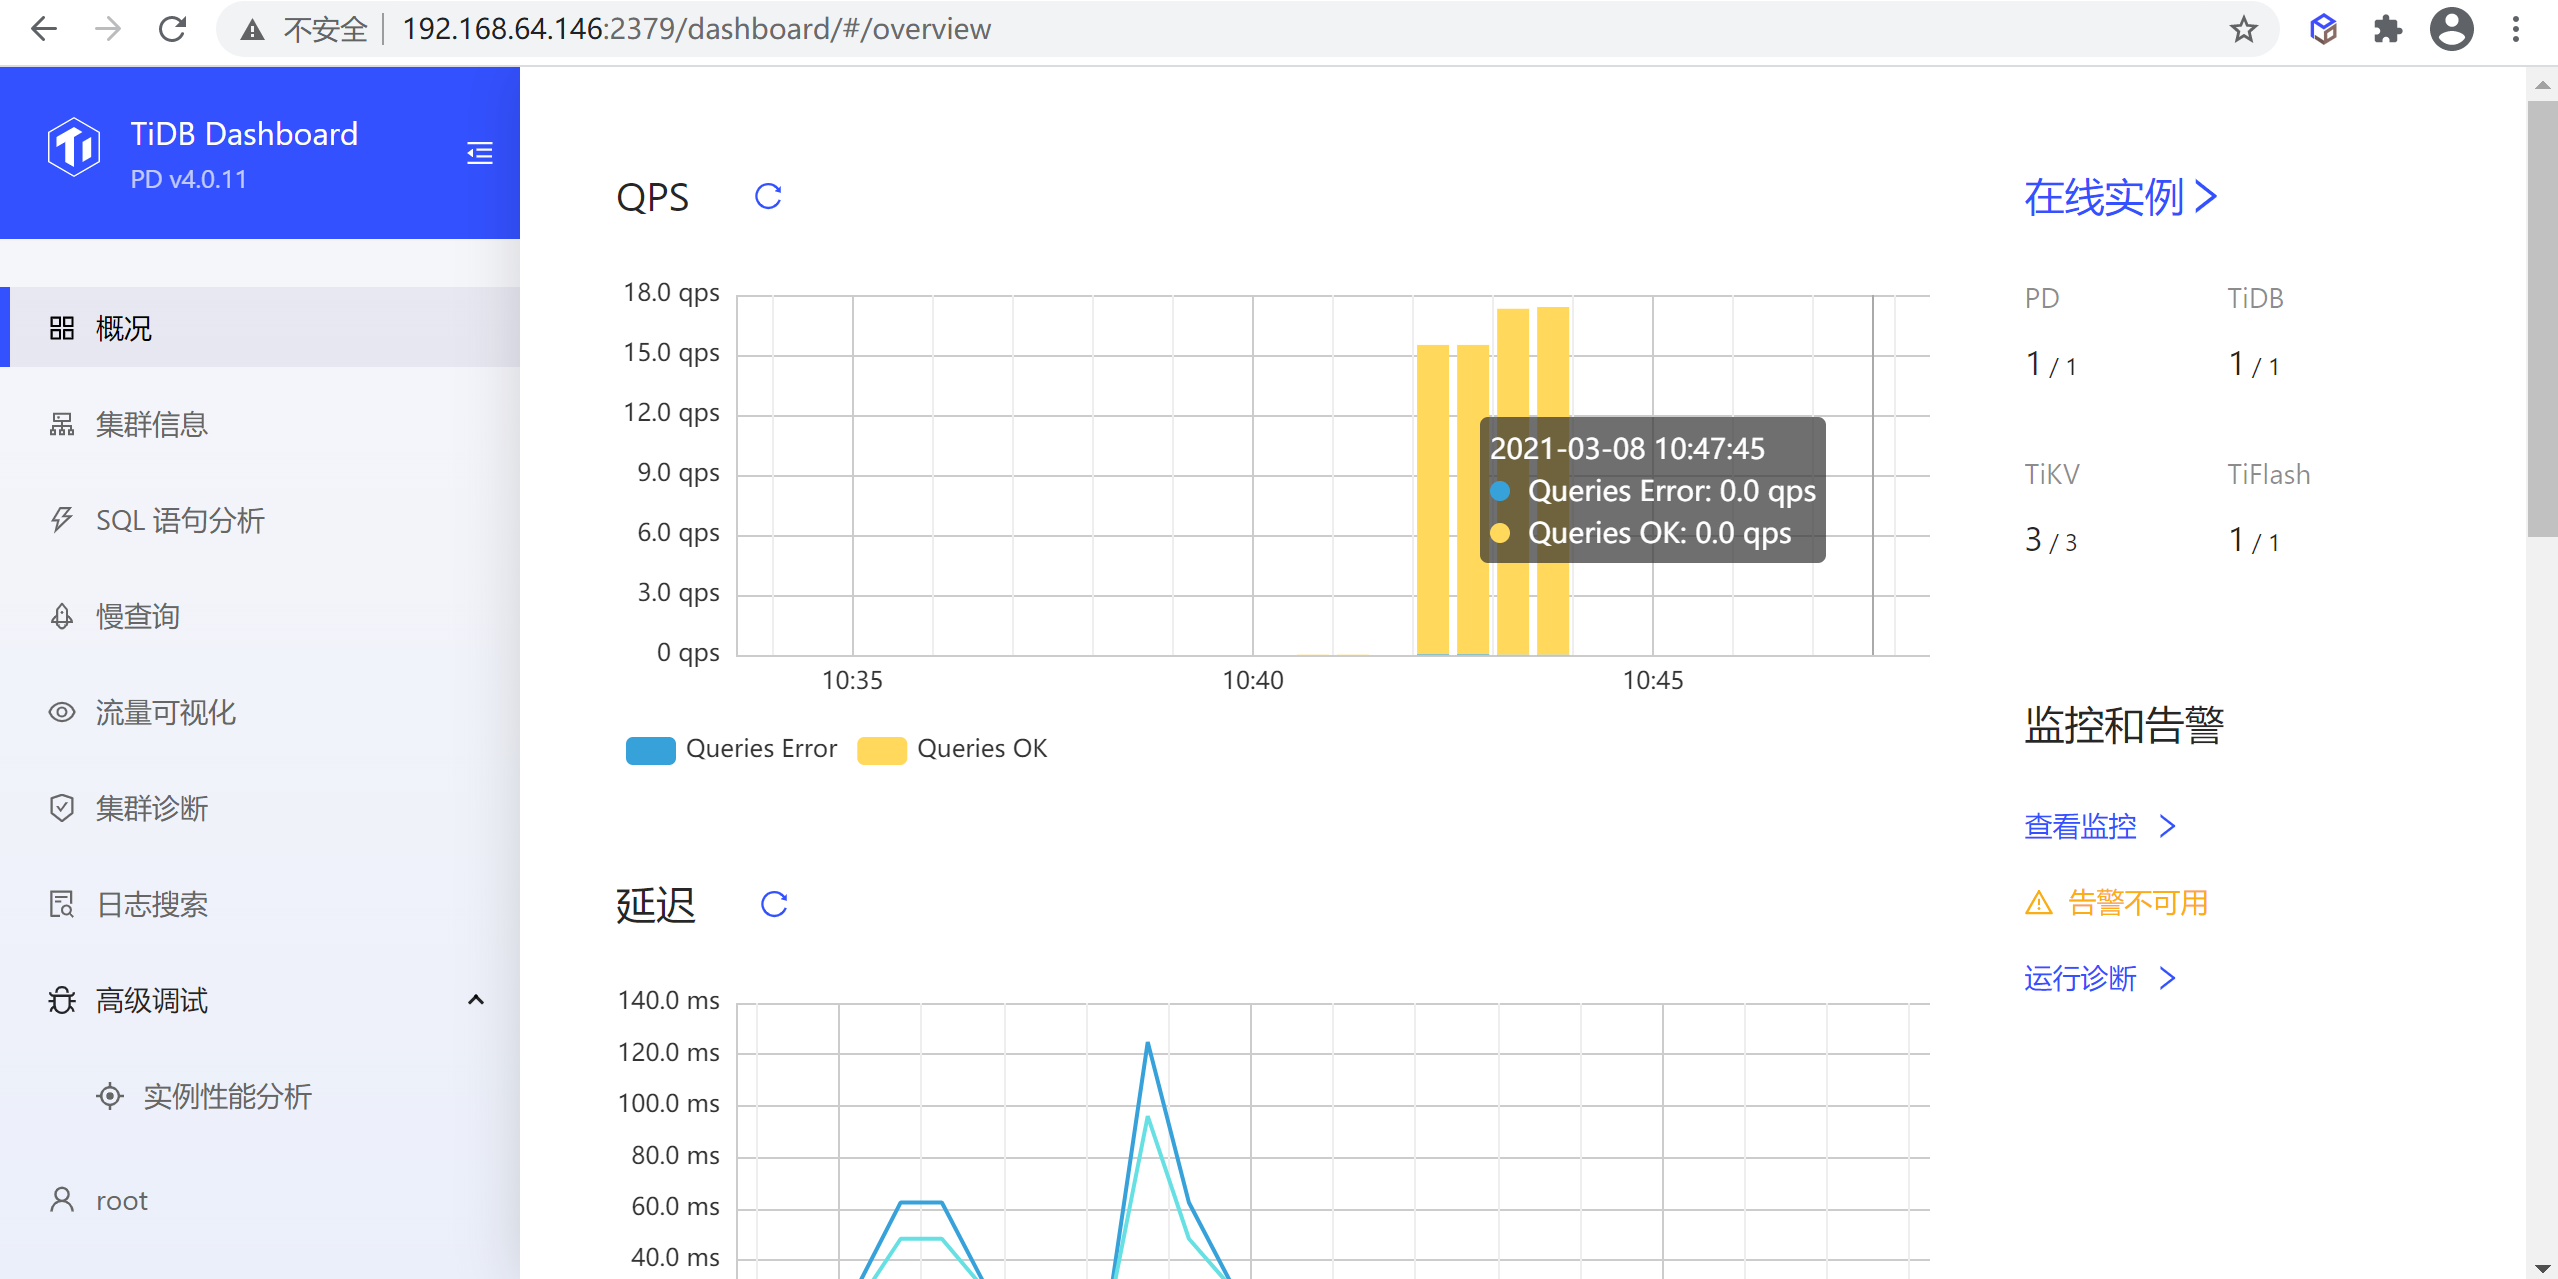 不安全 192.168.64.146:2379/dashboard/#/overview
TiDB Dashboard
PD v4.0.11
概况
集群信息
SQL 语句分析
慢查询
流量可视化
集群诊断
日志搜索
高级调试
实例性能分析
root
QPS
18.0 qps
15.0 qps
12.0 qps
9.0 qps
6.0 qps
3.0 qps
0 qps
10:35 10:40 10:45
2021-03-08 10:47:45
Queries Error: 0.0 qps
Queries OK: 0.0 qps
Queries Error Queries OK
延迟
140.0 ms
120.0 ms
100.0 ms
80.0 ms
60.0 ms
40.0 ms
在线实例
PD TiDB
1 / 1 1 / 1
TiKV TiFlash
3 / 3 1 / 1
监控和告警
查看监控
告警不可用
运行诊断